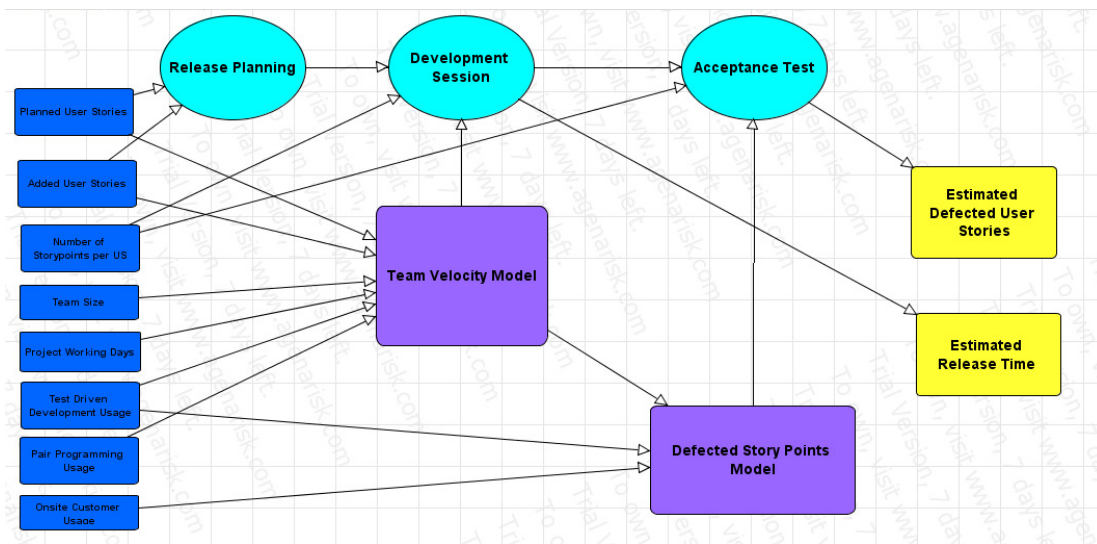 Release Planning
Development
Session
Acceptance Test
Planned User Stories
Added User Stories
Number of
Storypoints per US
Team Size
Project Working Days
Test Driven
Development Usage
Pair Programming
Usage
Onsite Customer
Usage
Team Velocity Model
Defected Story Points
Model
Estimated
Defected User
Stories
Estimated
Release Time